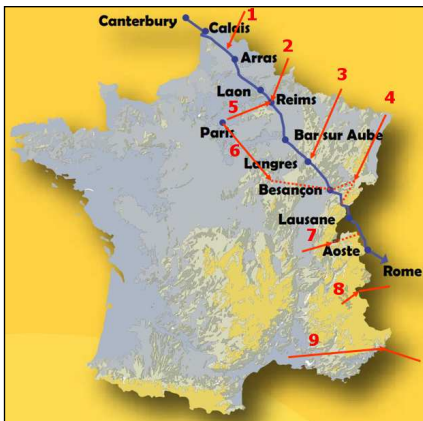 1
Canterbury
Calais
2
Arras
3
Laon
4
5
Reims
Paris
6
Bar sur Aube
Langres
Besançon
Lausane
7
Aoste
Rome
8
9